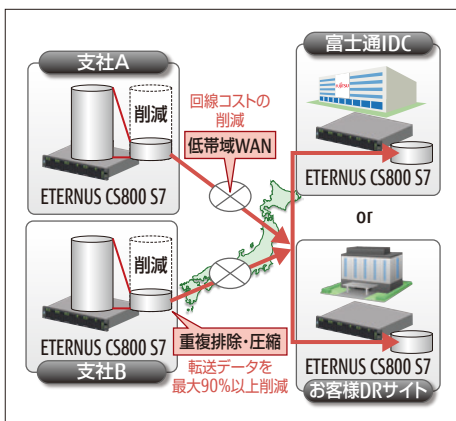 支社A
削減
ETERNUS CS800 S7
回線コストの
削減
低帯域WAN
富士通IDC
FUJITSU
ETERNUS CS800 S7
or
削減
ETERNUS CS800 S7
支社B
重複排除・圧縮
転送データを
最大90%以上削減
ETERNUS CS800 S7
お客様DRサイト